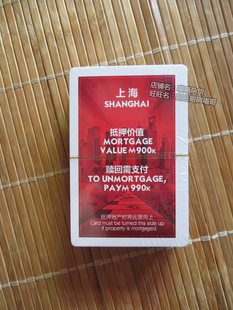 上海
SHANGHAI
抵押价值
MORTGAGE
VALUE M900K
赎回需支付
TO UNMORTGAGE,
PAY M 990K
抵押地产时将此面向上
Card must be turned this side up
if property is mortgaged.